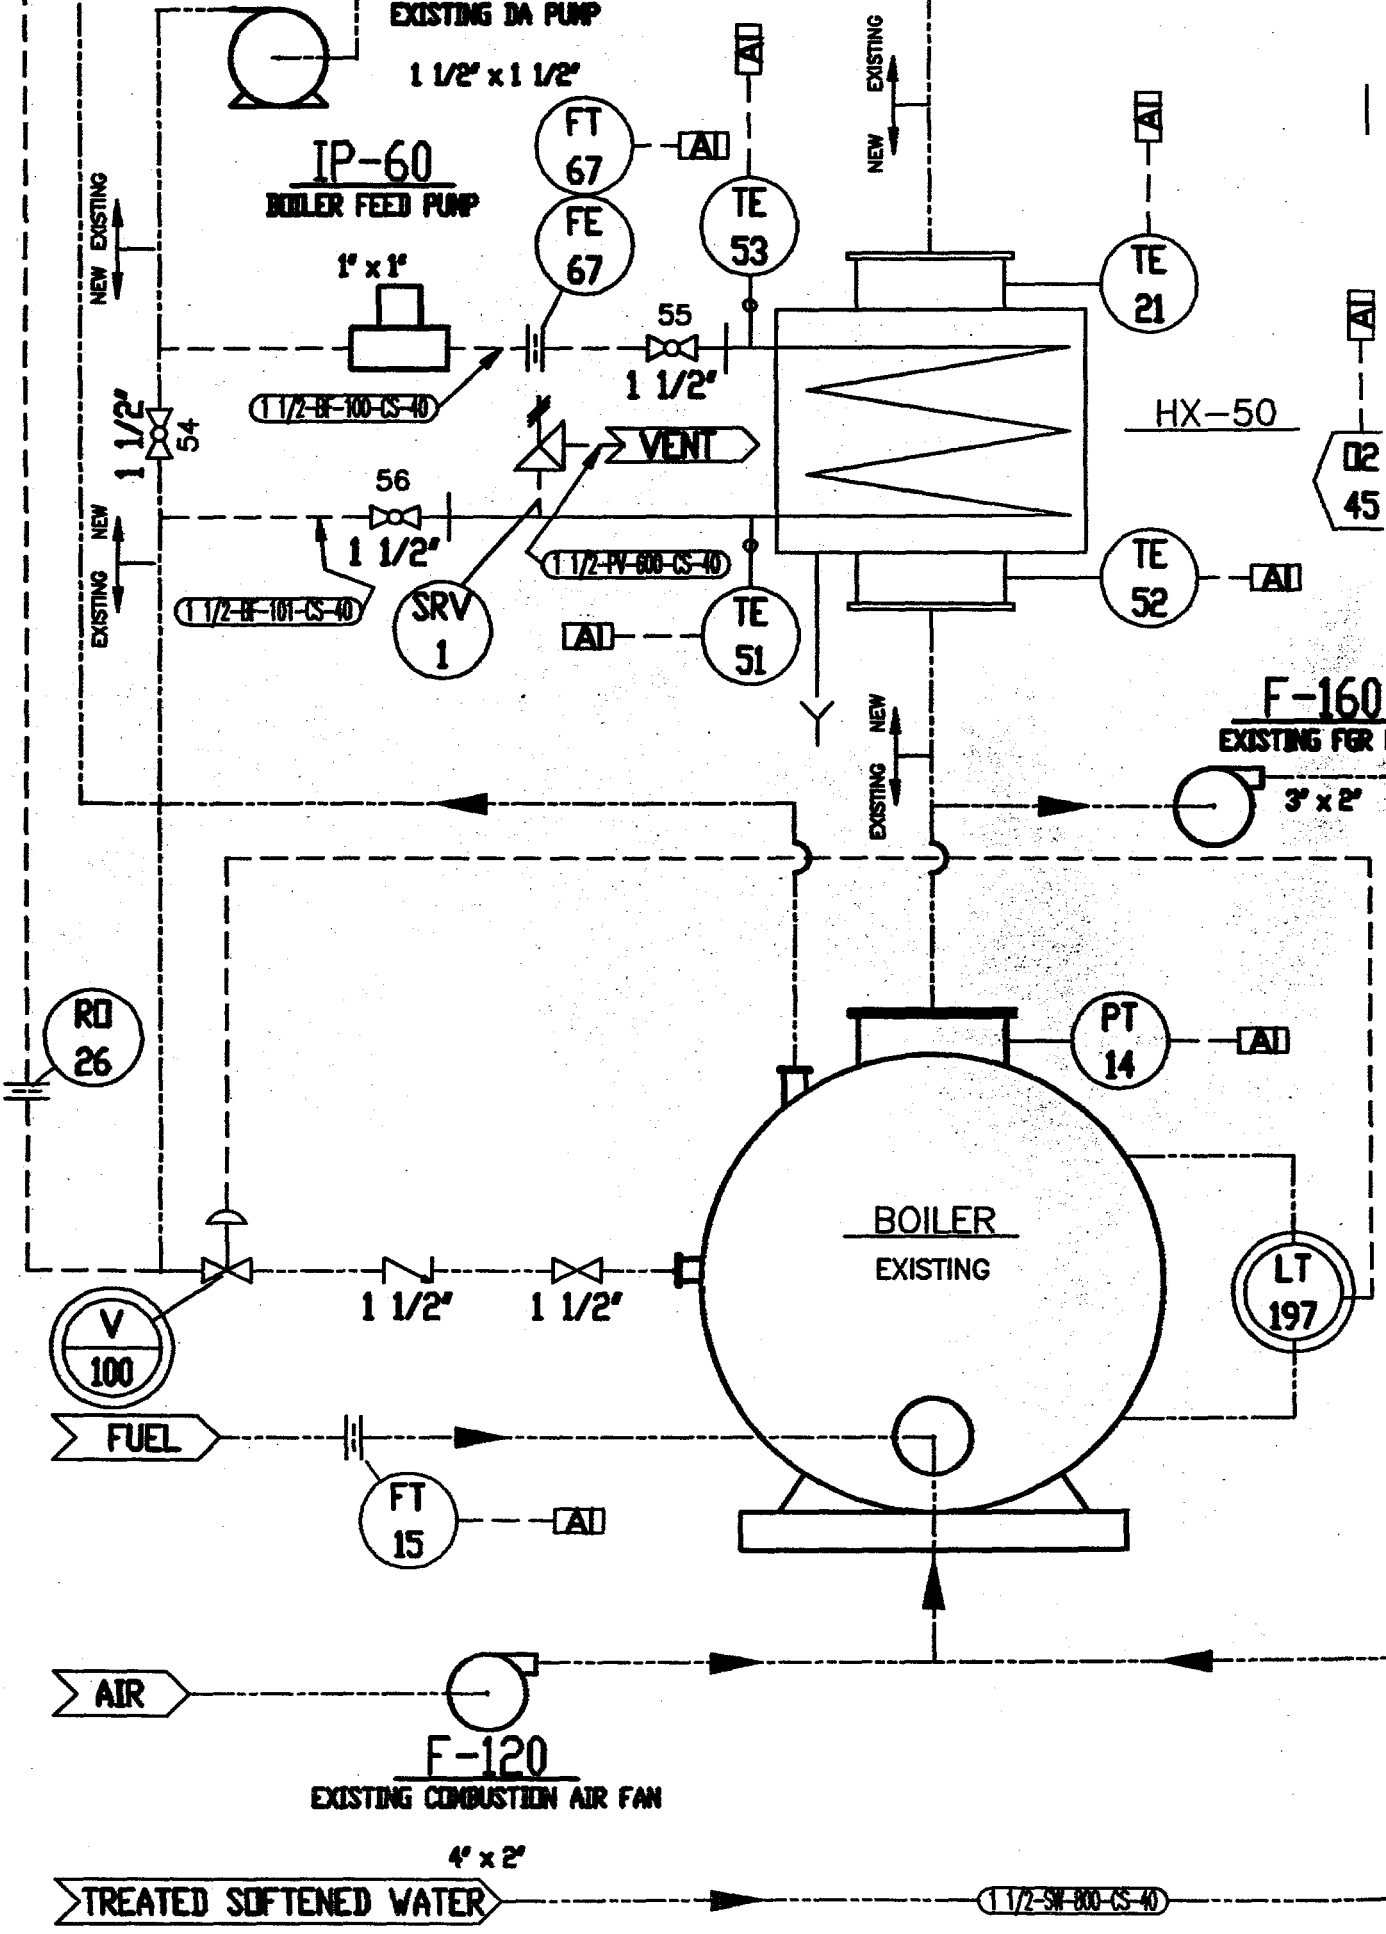 EXISTING DA PUMP
1 1/2" x 1 1/2"
IP-60
BOILER FEED PUMP
1" x 1"
FT
67
FE
67
AI
AI
TE
53
EXISTING
NEW
AI
TE
21
EXISTING
NEW
55
1 1/2"
1 1/2-BF-100-CS-40
1 1/2"
54
VENT
HX-50
AI
O2
45
56
1 1/2"
NEW
EXISTING
1 1/2-BF-101-CS-40
1 1/2-PV-600-CS-40
SRV
1
AI
TE
51
TE
52
AI
F-160
EXISTING FGR
3" x 2"
NEW
EXISTING
RO
26
PT
14
AI
BOILER
EXISTING
LT
197
1 1/2"
1 1/2"
V
100
FUEL
FT
15
AI
AIR
F-120
EXISTING COMBUSTION AIR FAN
4" x 2"
TREATED SOFTENED WATER
1 1/2-SW-800-CS-40